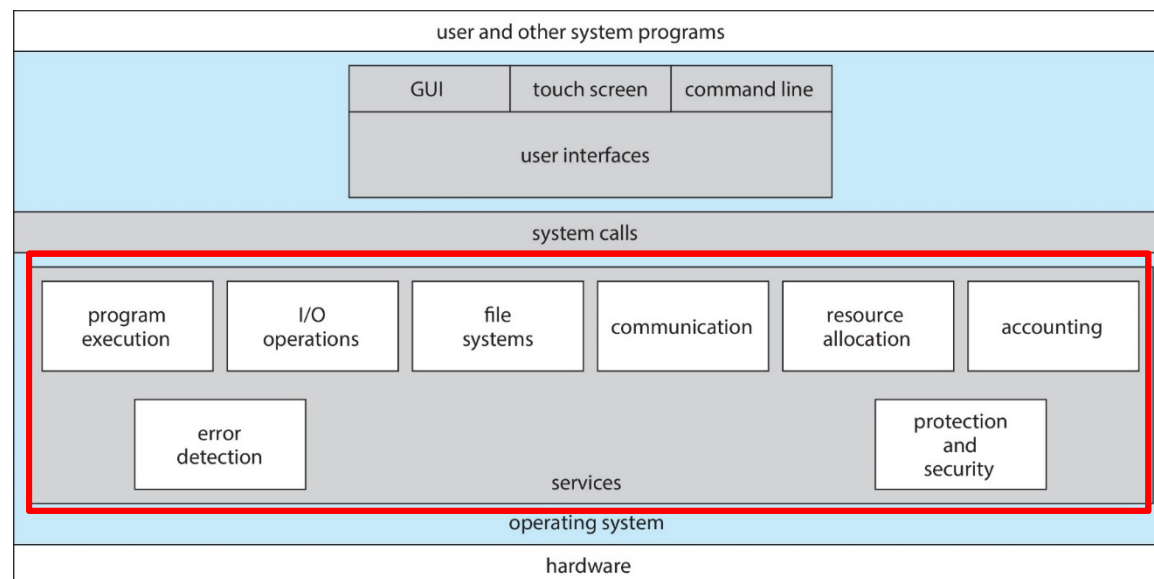 user and other system programs
GUI
touch screen
command line
user interfaces
system calls
program
execution
I/O
operations
file
systems
communication
resource
allocation
accounting
error
detection
protection
and
security
services
operating system
hardware